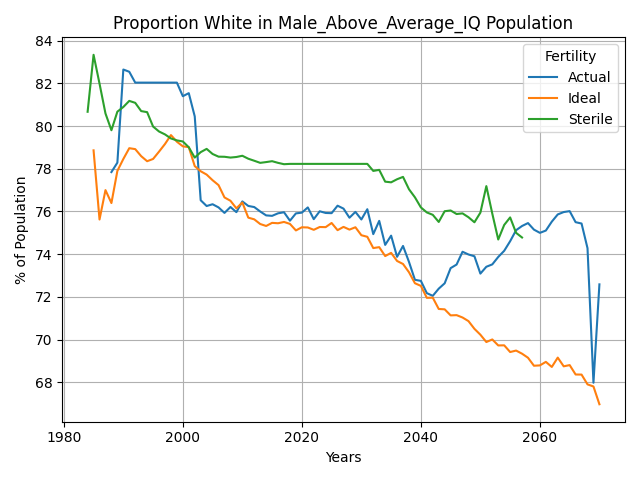 Proportion White in Male_Above_Average_IQ Population
84
82
80
78
76
74
72
70
68
% of Population
1980
2000
2020
2040
2060
Years
Fertility
Actual
Ideal
Sterile